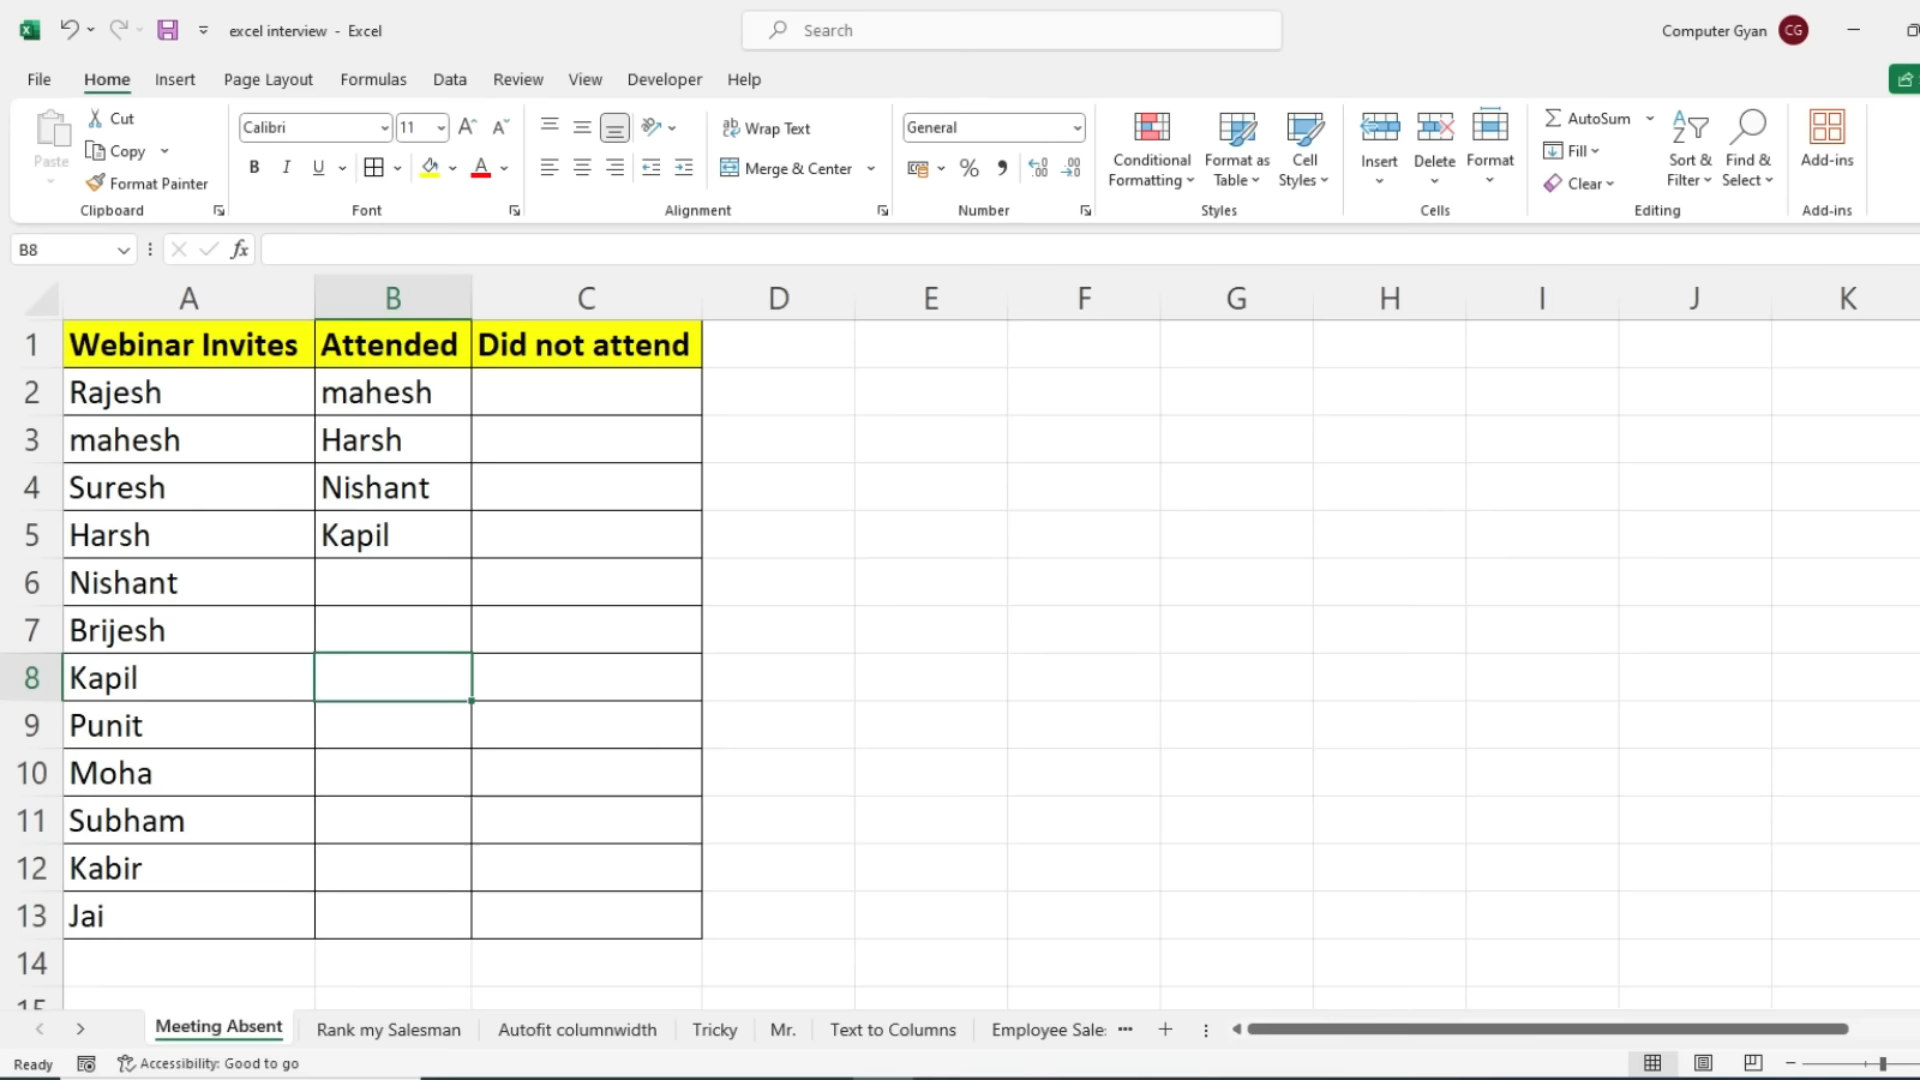 excel interview - Excel
Search
Computer Gyan CG
File Home Insert Page Layout Formulas Data Review View Developer Help
Paste
Cut
Copy
Format Painter
Clipboard
Calibri 11
B I U A
Font
ab Wrap Text
Merge & Center
Alignment
General
% 9 .00
Number
Conditional Formatting
Format as Table
Cell Styles
Styles
Insert Delete Format
Cells
AutoSum
Fill
Clear
Sort & Filter
Find & Select
Editing
Add-ins
Add-ins
B8 fx
A B C D E F G H I J K
1 Webinar Invites Attended Did not attend
2 Rajesh mahesh
3 mahesh Harsh
4 Suresh Nishant
5 Harsh Kapil
6 Nishant
7 Brijesh
8 Kapil
9 Punit
10 Moha
11 Subham
12 Kabir
13 Jai
14
15
Meeting Absent Rank my Salesman Autofit columnwidth Tricky Mr. Text to Columns Employee Sale
Ready Accessibility: Good to go